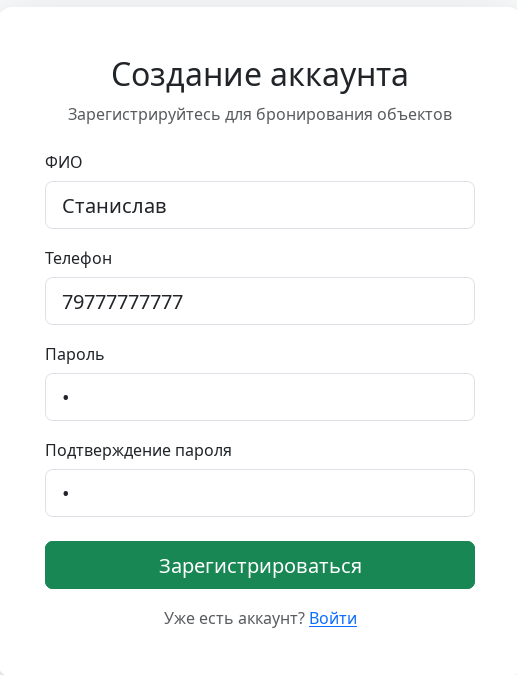 Создание аккаунта
Зарегистрируйтесь для бронирования объектов
ФИО
Станислав
Телефон
79777777777
Пароль
•
Подтверждение пароля
•
Зарегистрироваться
Уже есть аккаунт? Войти